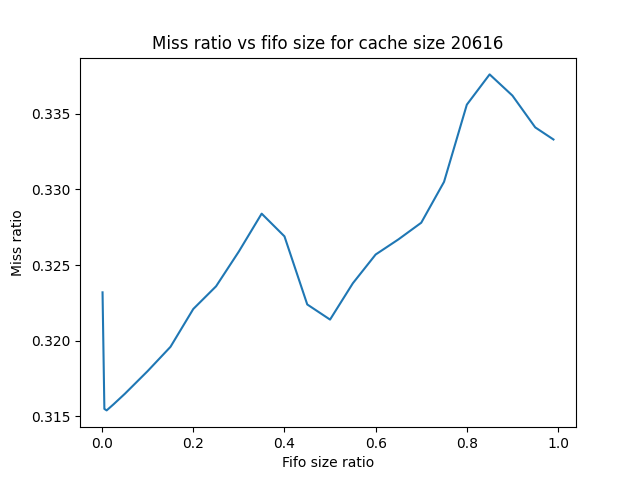 Miss ratio vs fifo size for cache size 20616
0.335
0.330
0.325
0.320
0.315
Miss ratio
0.0 0.2 0.4 0.6 0.8 1.0
Fifo size ratio